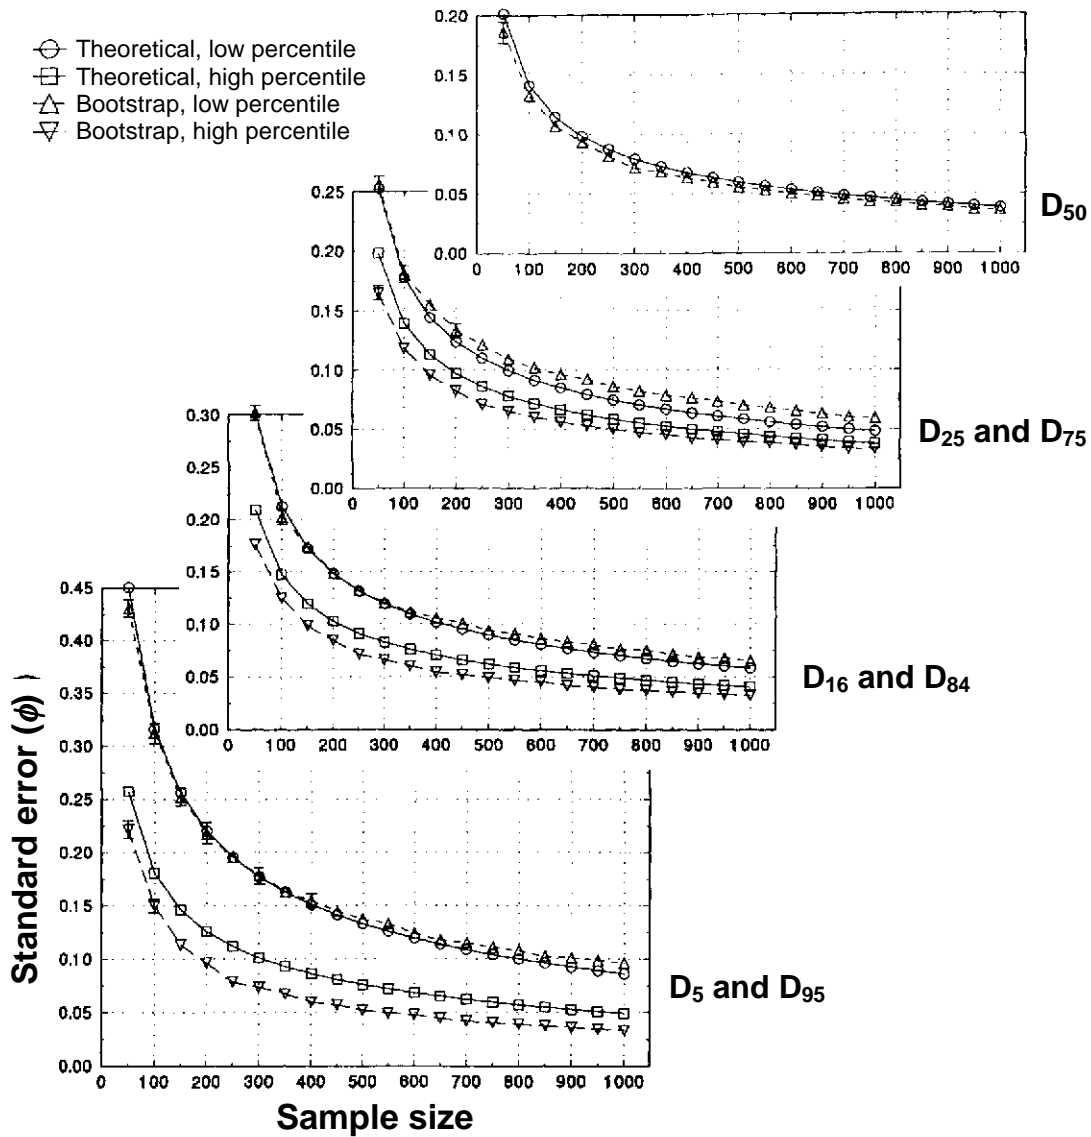 Theoretical, low percentile
Theoretical, high percentile
Bootstrap, low percentile
Bootstrap, high percentile
0.20
0.15
0.10
0.05
0.00
0 100 200 300 400 500 600 700 800 900 1000
D50
0.25
0.20
0.15
0.10
0.05
0.00
0 100 200 300 400 500 600 700 800 900 1000
D25 and D75
0.30
0.25
0.20
0.15
0.10
0.05
0.00
0 100 200 300 400 500 600 700 800 900 1000
D16 and D84
0.45
0.40
0.35
0.30
0.25
0.20
0.15
0.10
0.05
0.00
0 100 200 300 400 500 600 700 800 900 1000
D5 and D95
Standard error (ϕ)
Sample size